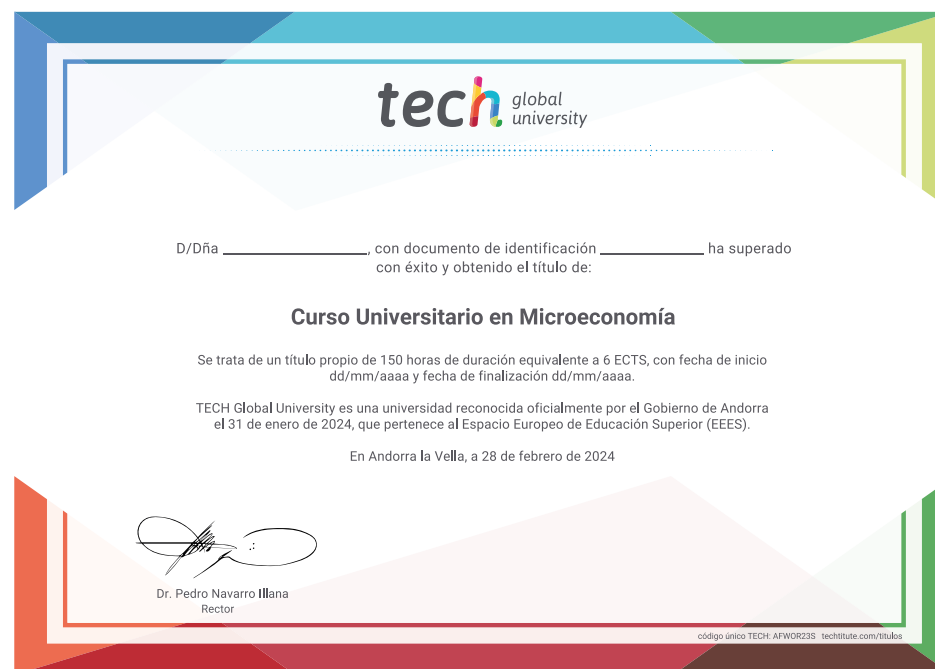 tech global university
D/Dña ________________, con documento de identificación ____________ ha superado
con éxito y obtenido el título de:
Curso Universitario en Microeconomía
Se trata de un título propio de 150 horas de duración equivalente a 6 ECTS, con fecha de inicio
dd/mm/aaaa y fecha de finalización dd/mm/aaaa.
TECH Global University es una universidad reconocida oficialmente por el Gobierno de Andorra
el 31 de enero de 2024, que pertenece al Espacio Europeo de Educación Superior (EEES).
En Andorra la Vella, a 28 de febrero de 2024
Dr. Pedro Navarro Illana
Rector
código único TECH: AFWOR23S techtitute.com/titulos